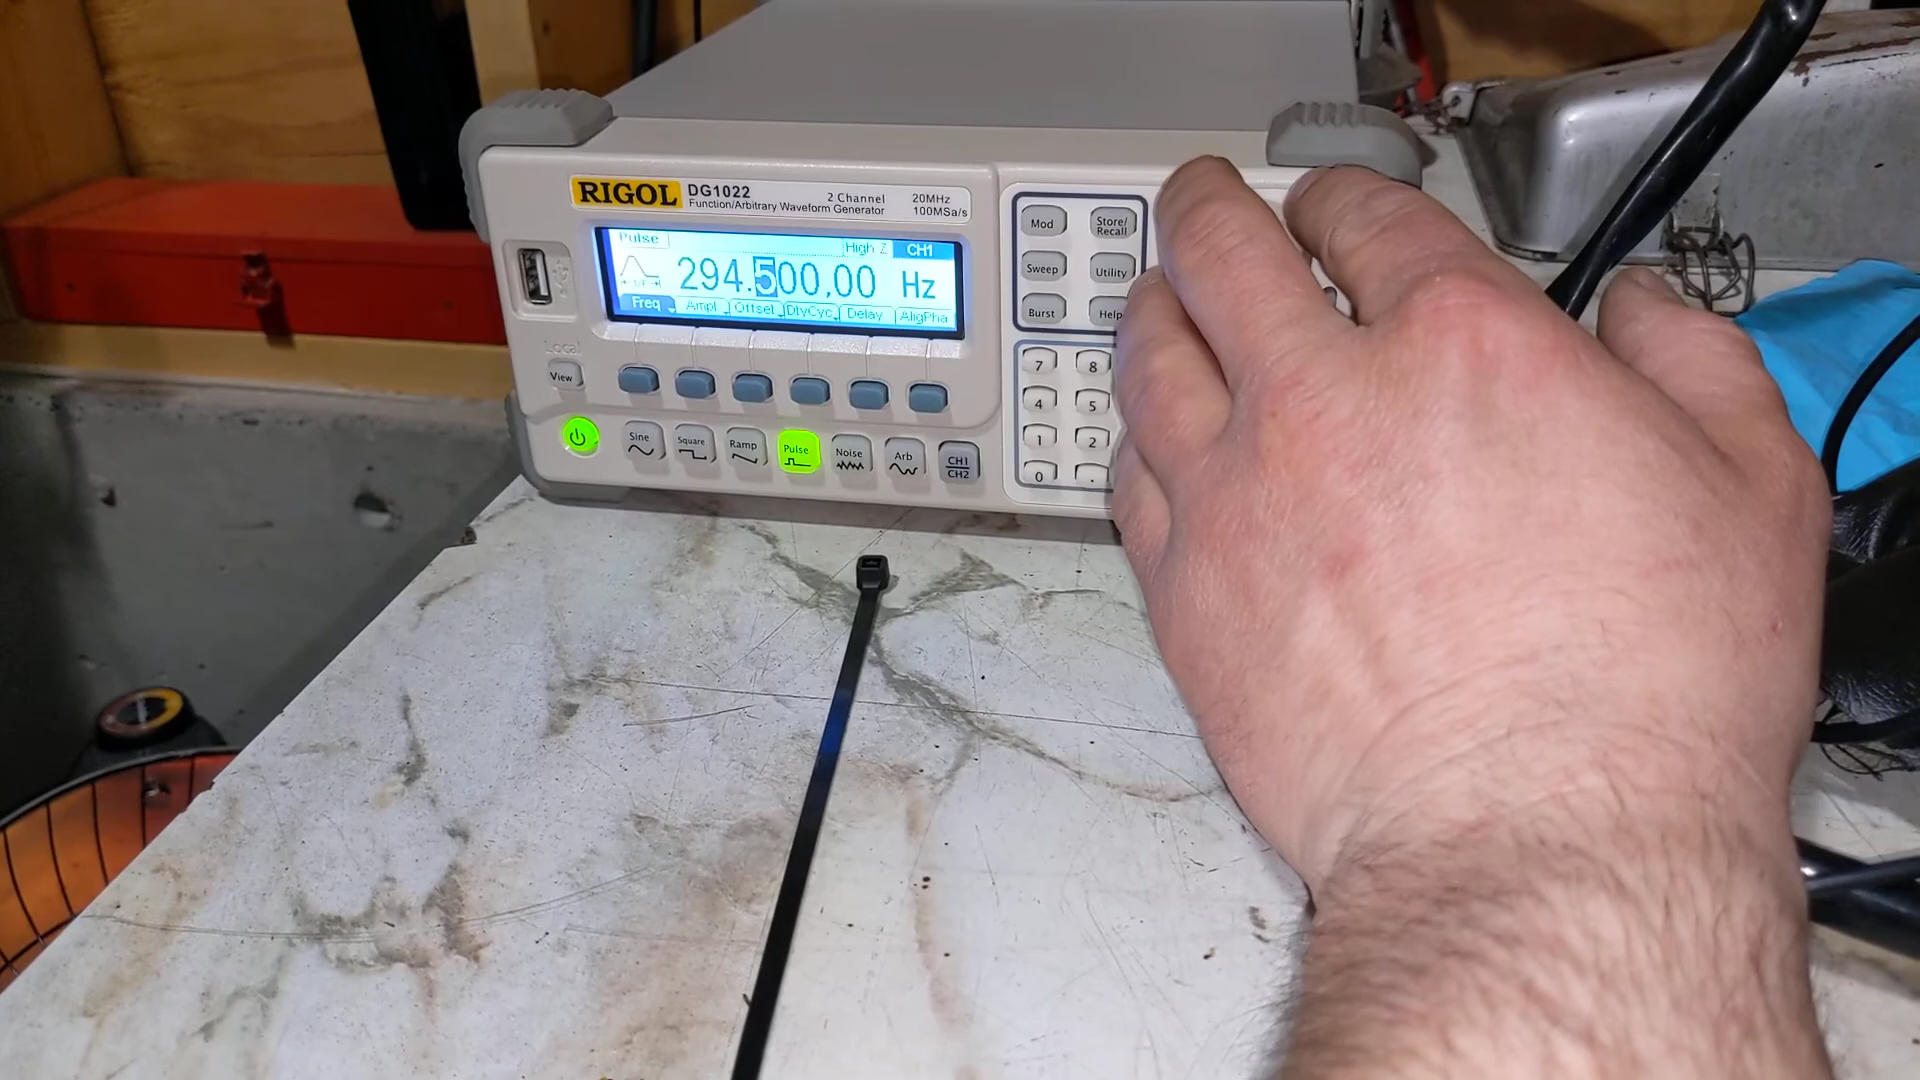 RIGOL DG1022 2 Channel 20MHz
Function/Arbitrary Waveform Generator 100MSa/s
Pulse High Z CH1
294.500,00 Hz
Freq Ampl Offset DtyCyc Delay AligPha
Local
View
Sine Square Ramp Pulse Noise Arb CH1
CH2
Mod Store/
Recall
Sweep Utility
Burst Help
7 8
4 5
1 2
0 .